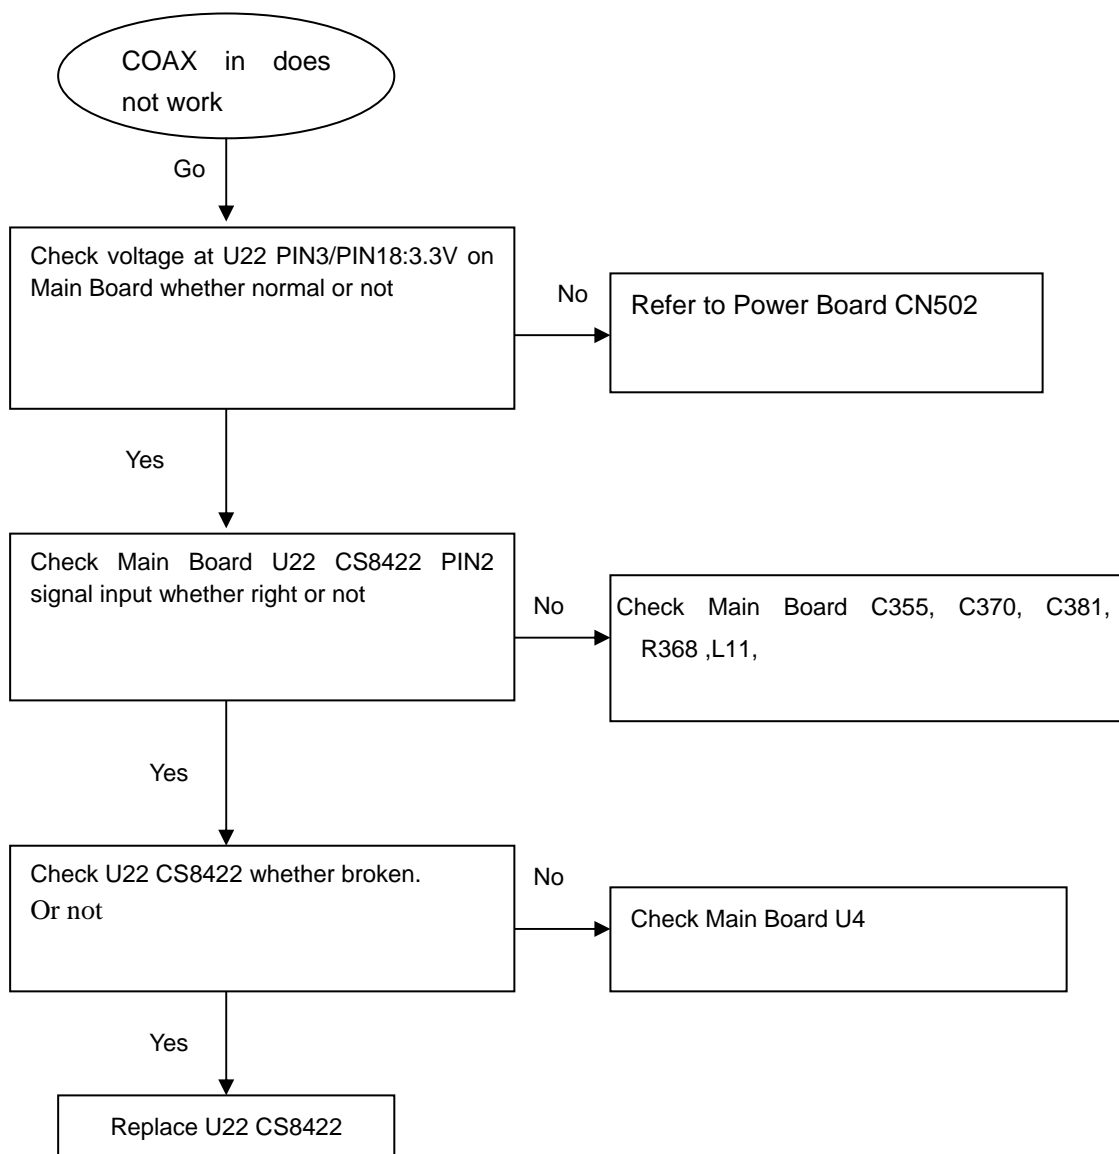 COAX in does
not work
Go
Check voltage at U22 PIN3/PIN18:3.3V on
Main Board whether normal or not
No
Refer to Power Board CN502
Yes
Check Main Board U22 CS8422 PIN2
signal input whether right or not
No
Check Main Board C355, C370, C381,
R368 ,L11,
Yes
Check U22 CS8422 whether broken.
Or not
No
Check Main Board U4
Yes
Replace U22 CS8422